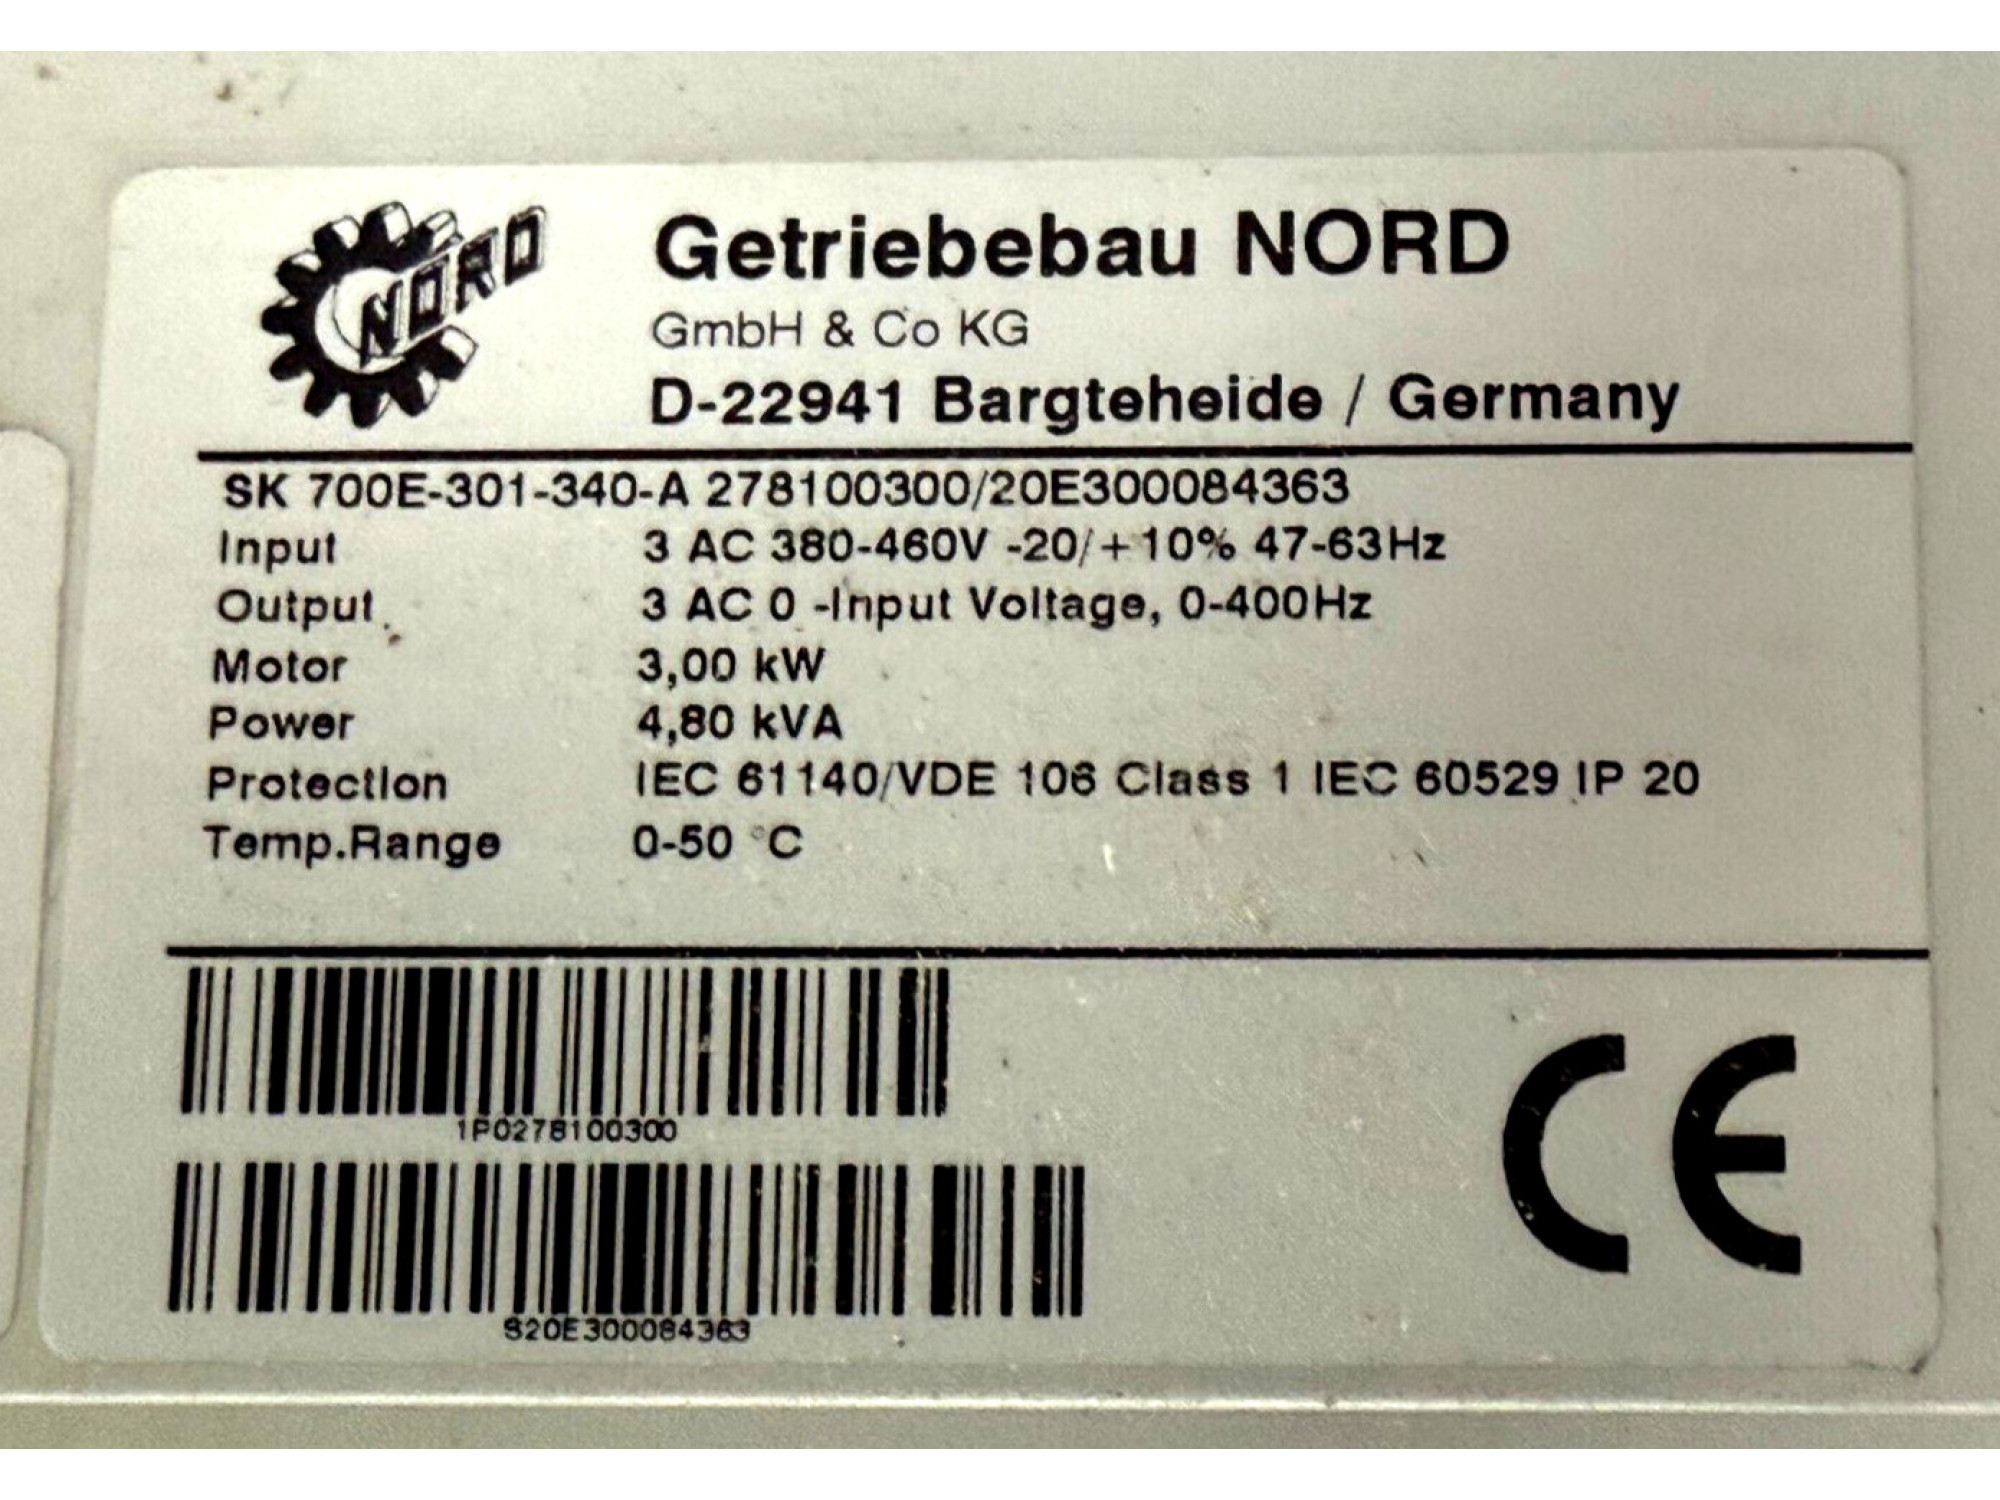 NORD
Getriebebau NORD
GmbH & Co KG
D-22941 Bargteheide / Germany
SK 700E-301-340-A 278100300/20E300084363
Input 3 AC 380-460V -20/+10% 47-63Hz
Output 3 AC 0 -Input Voltage, 0-400Hz
Motor 3,00 kW
Power 4,80 kVA
Protection IEC 61140/VDE 106 Class 1 IEC 60529 IP 20
Temp.Range 0-50 °C
1P0278100300
S20E300084363
CE